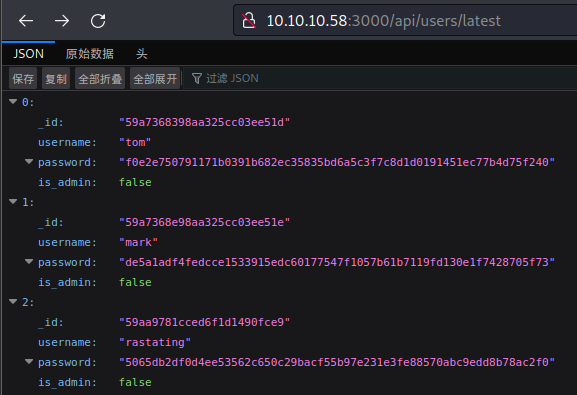 10.10.10.58:3000/api/users/latest
JSON 原始数据 头
保存 复制 全部折叠 全部展开 过滤 JSON
0:
_id: "59a7368398aa325cc03ee51d"
username: "tom"
password: "f0e2e750791171b0391b682ec35835bd6a5c3f7c8d1d0191451ec77b4d75f240"
is_admin: false
1:
_id: "59a7368e98aa325cc03ee51e"
username: "mark"
password: "de5a1adf4fedcce1533915edc60177547f1057b61b7119fd130e1f7428705f73"
is_admin: false
2:
_id: "59aa9781cced6f1d1490fce9"
username: "rastating"
password: "5065db2df0d4ee53562c650c29bacf55b97e231e3fe88570abc9edd8b78ac2f0"
is_admin: false